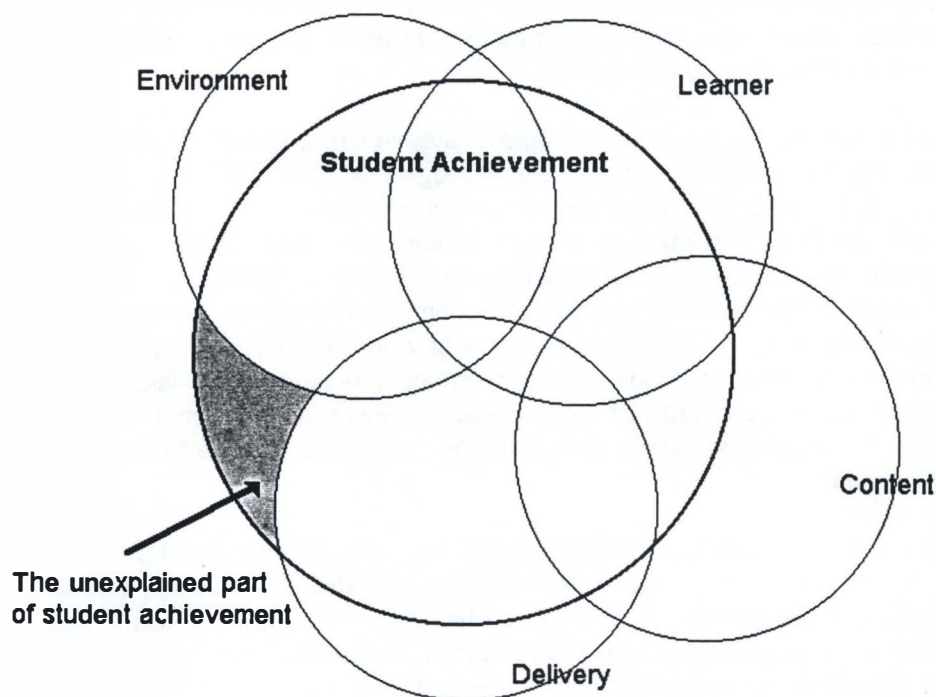 Environment
Learner
Student Achievement
Content
The unexplained part
of student achievement
Delivery